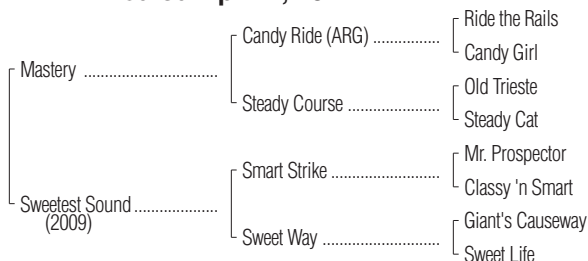 Ride the Rails
Candy Ride (ARG) ................
Candy Girl
Mastery ................................
Old Trieste
Steady Course ......................
Steady Cat
Mr. Prospector
Smart Strike ..........................
Classy 'n Smart
Sweetest Sound ....................
(2009)
Giant's Causeway
Sweet Way ............................
Sweet Life